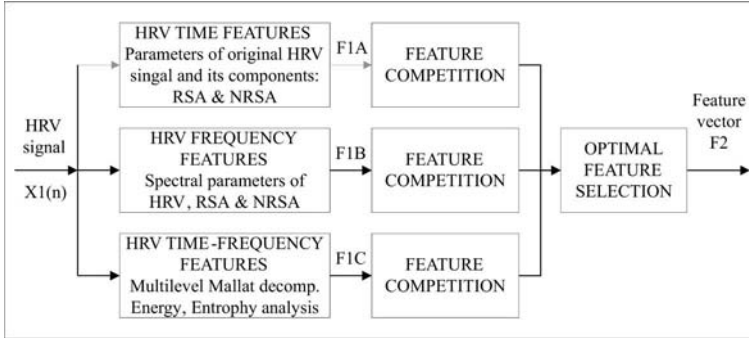 HRV
signal
X1(n)
HRV TIME FEATURES
Parameters of original HRV
singal and its components:
RSA & NRSA
F1A
FEATURE
COMPETITION
HRV FREQUENCY
FEATURES
Spectral parameters of
HRV, RSA & NRSA
F1B
FEATURE
COMPETITION
HRV TIME-FREQUENCY
FEATURES
Multilevel Mallat decomp.
Energy, Entrophy analysis
F1C
FEATURE
COMPETITION
OPTIMAL
FEATURE
SELECTION
Feature
vector
F2